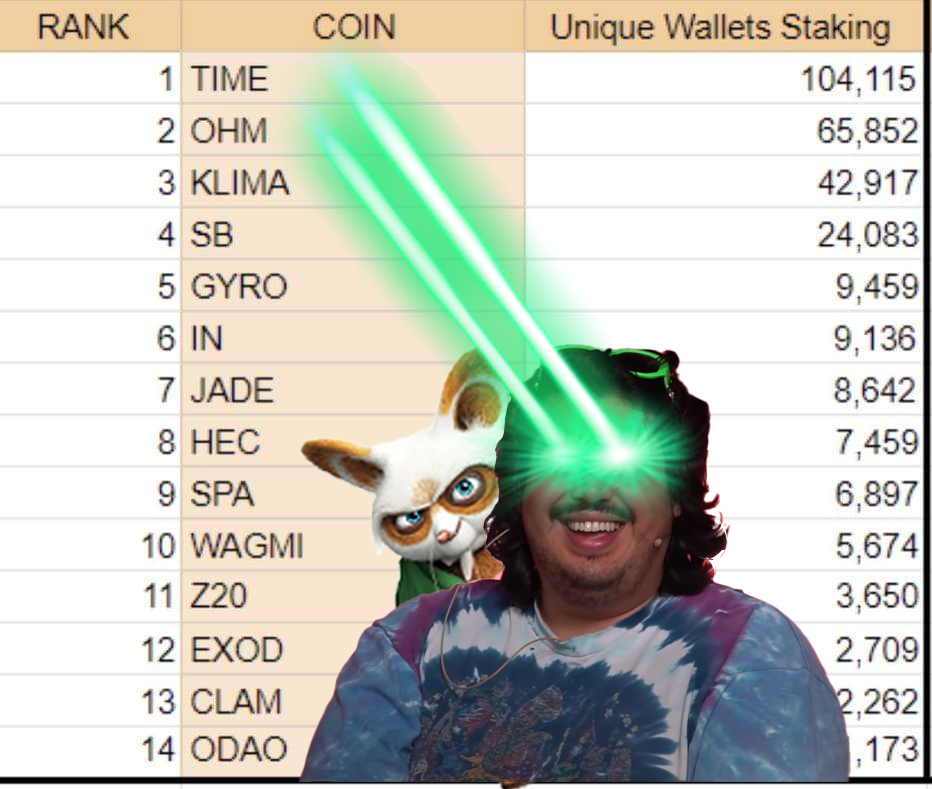 RANK COIN Unique Wallets Staking
1 TIME 104,115
2 OHM 65,852
3 KLIMA 42,917
4 SB 24,083
5 GYRO 9,459
6 IN 9,136
7 JADE 8,642
8 HEC 7,459
9 SPA 6,897
10 WAGMI 5,674
11 Z20 3,650
12 EXOD 2,709
13 CLAM 2,262
14 ODAO ,173